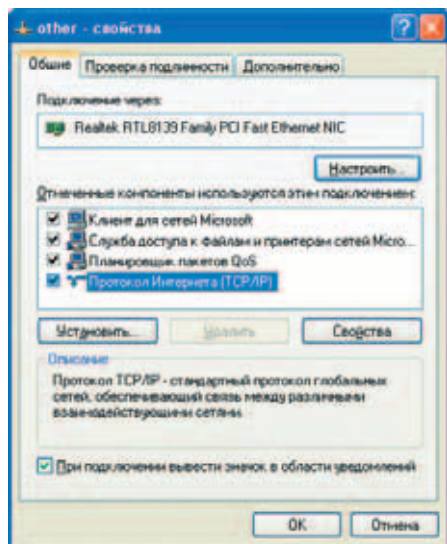 other - свойства
Общие Проверка подлинности Дополнительно
Подключение через:
Realtek RTL8139 Family PCI Fast Ethernet NIC
Настроить...
Отмеченные компоненты используются этим подключением:
Клиент для сетей Microsoft
Служба доступа к файлам и принтерам сетей Micro...
Планировщик пакетов QoS
Протокол Интернета (TCP/IP)
Установить... Удалить Свойства
Описание
Протокол TCP/IP - стандартный протокол глобальных
сетей, обеспечивающий связь между различными
взаимодействующими сетями.
При подключении вывести значок в области уведомлений
OK Отмена